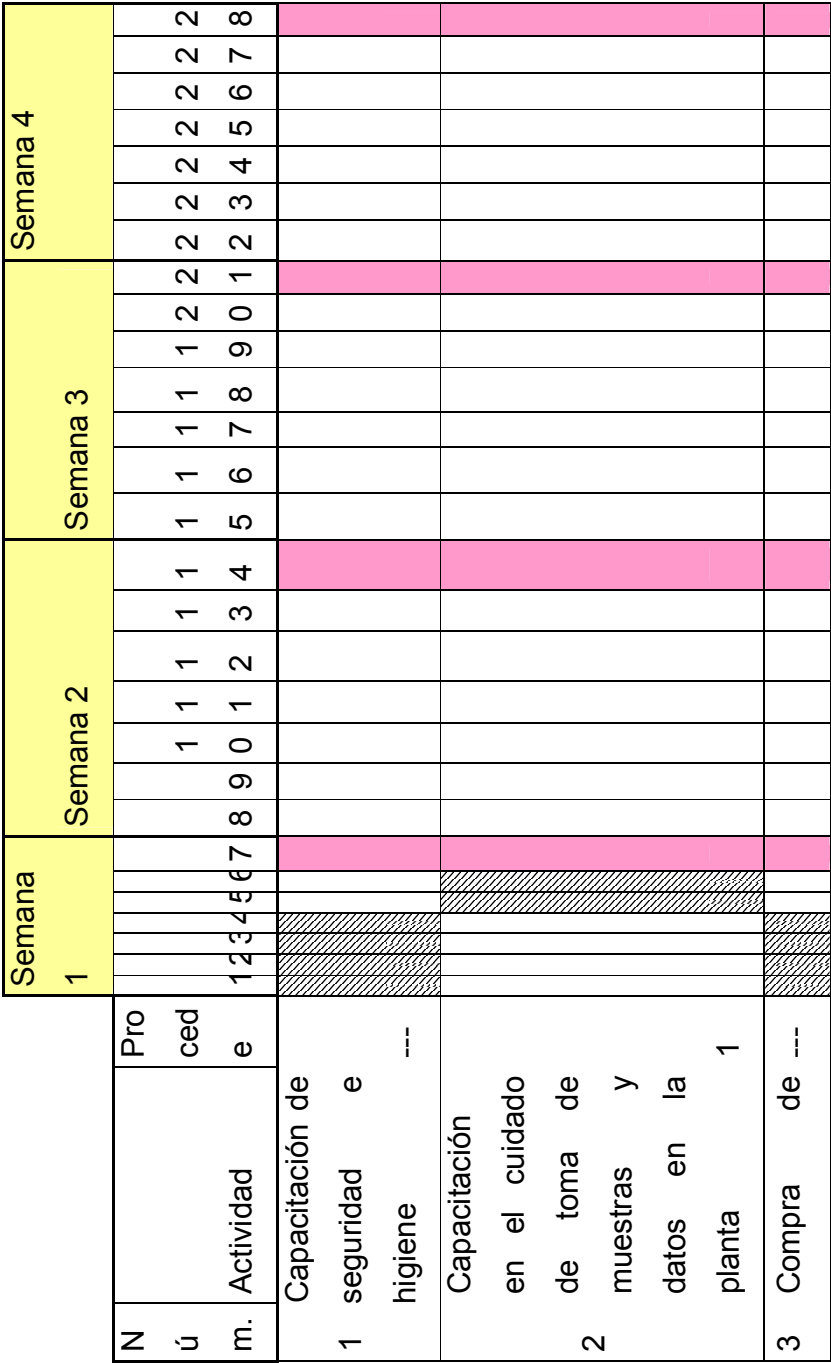 Semana 1
Semana 2
Semana 3
Semana 4
Núm.
Actividad
Pro
ced
e
1 2 3 4 5 6 7 8 9 10 11 12 13 14 15 16 17 18 19 20 21 22 23 24 25 26 27 28
1
Capacitación de
seguridad e
higiene
---
2
Capacitación
en el cuidado
de toma de
muestras y
datos en la
planta
1
3
Compra de
---